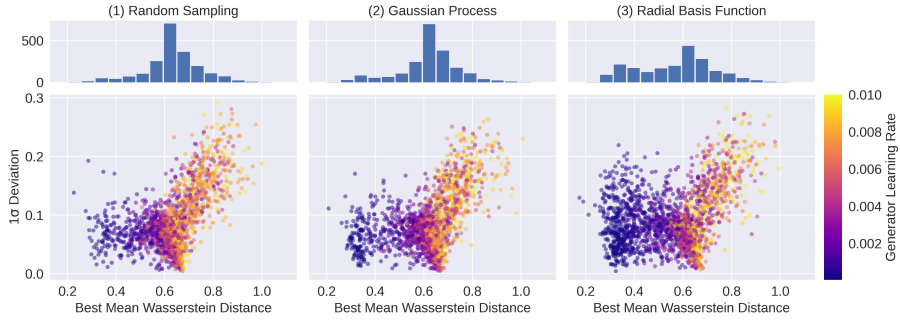 (1) Random Sampling
(2) Gaussian Process
(3) Radial Basis Function
500
0
0.3
0.2
0.1
0.0
1σ Deviation
0.2 0.4 0.6 0.8 1.0
0.2 0.4 0.6 0.8 1.0
0.2 0.4 0.6 0.8 1.0
Best Mean Wasserstein Distance
Best Mean Wasserstein Distance
Best Mean Wasserstein Distance
0.010
0.008
0.006
0.004
0.002
Generator Learning Rate